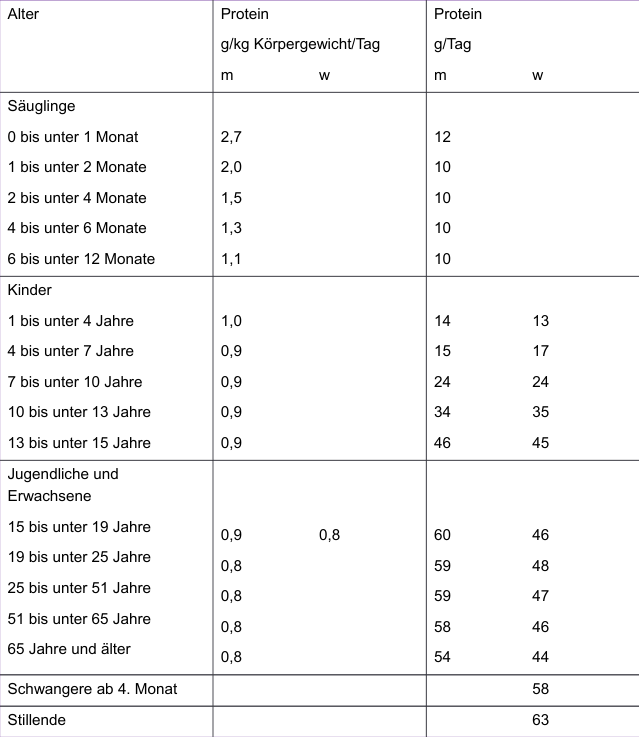 Alter Protein Protein
g/kg Körpergewicht/Tag g/Tag
m w m w
Säuglinge
0 bis unter 1 Monat 2,7 12
1 bis unter 2 Monate 2,0 10
2 bis unter 4 Monate 1,5 10
4 bis unter 6 Monate 1,3 10
6 bis unter 12 Monate 1,1 10
Kinder
1 bis unter 4 Jahre 1,0 14 13
4 bis unter 7 Jahre 0,9 15 17
7 bis unter 10 Jahre 0,9 24 24
10 bis unter 13 Jahre 0,9 34 35
13 bis unter 15 Jahre 0,9 46 45
Jugendliche und
Erwachsene
15 bis unter 19 Jahre 0,9 0,8 60 46
19 bis unter 25 Jahre 0,8 59 48
25 bis unter 51 Jahre 0,8 59 47
51 bis unter 65 Jahre 0,8 58 46
65 Jahre und älter 0,8 54 44
Schwangere ab 4. Monat 58
Stillende 63